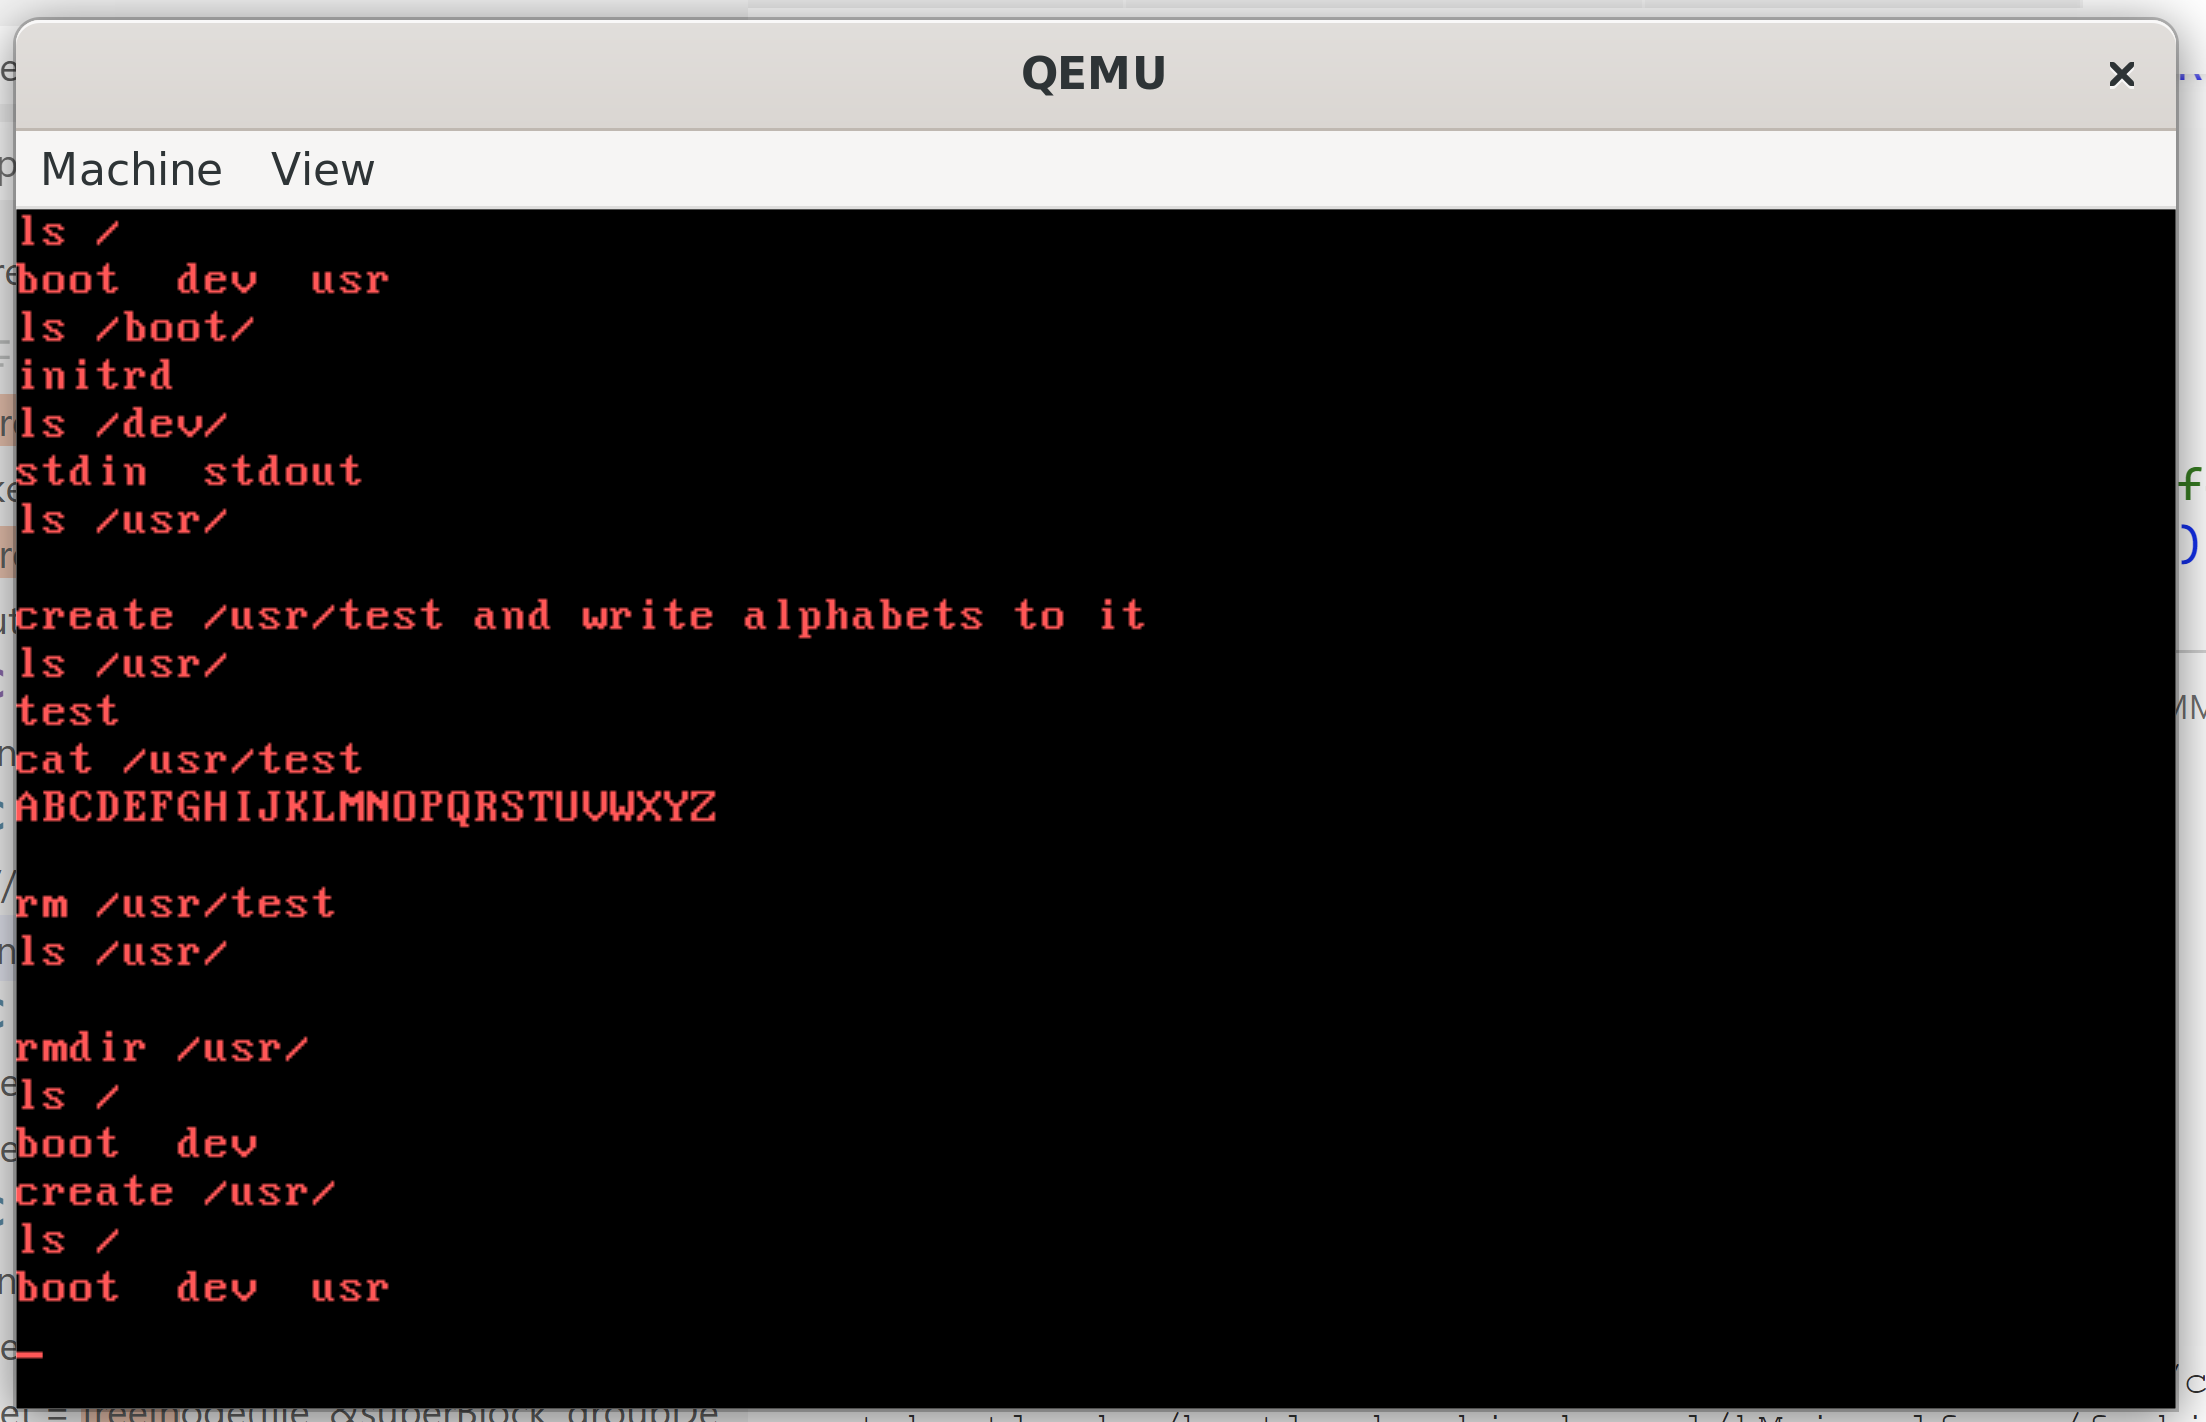 QEMU
Machine View
ls /
boot dev usr
ls /boot/
initrd
ls /dev/
stdin stdout
ls /usr/
create /usr/test and write alphabets to it
ls /usr/
test
cat /usr/test
ABCDEFGHIJKLMNOPQRSTUVWXYZ
rm /usr/test
ls /usr/
rmdir /usr/
ls /
boot dev
create /usr/
ls /
boot dev usr